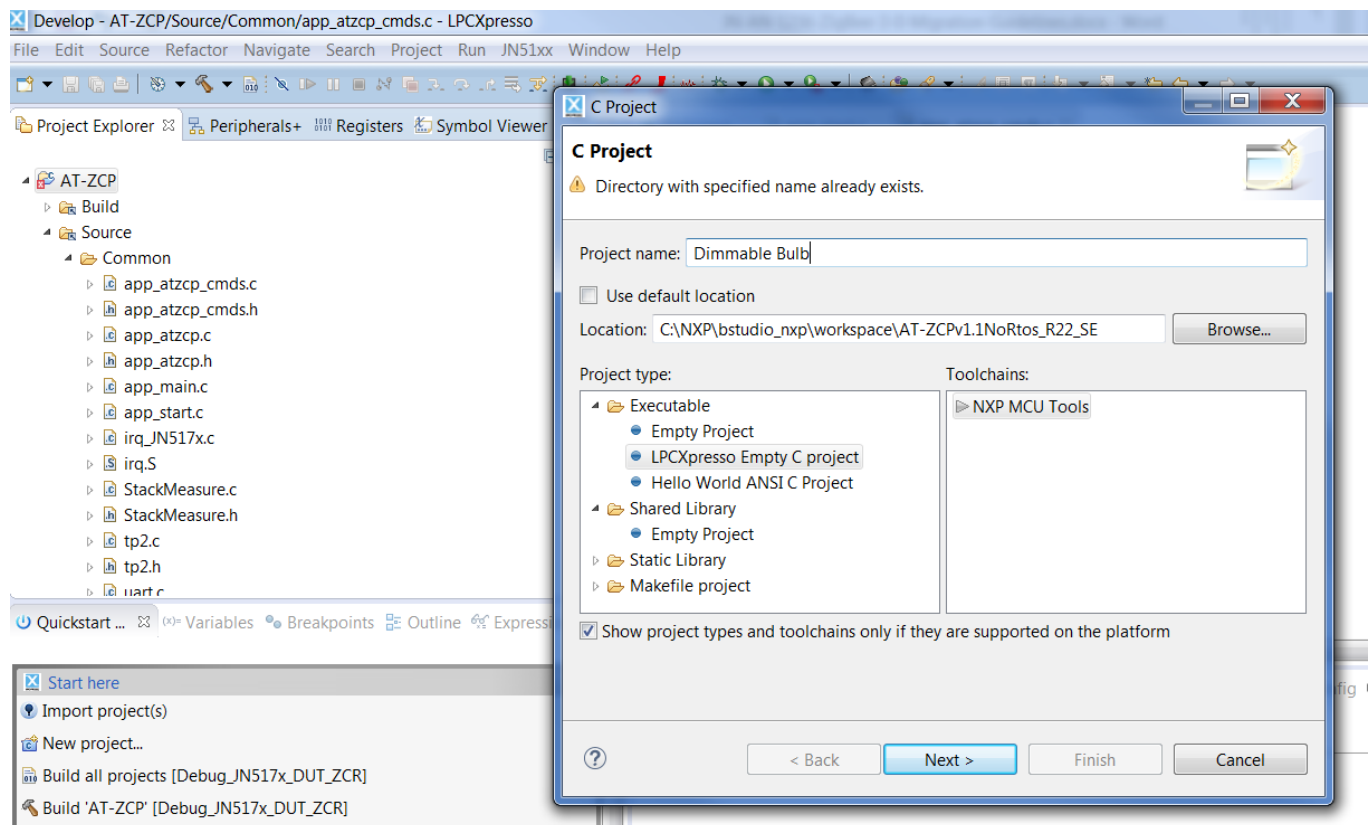 Develop - AT-ZCP/Source/Common/app_atzcp_cmds.c - LPCXpresso
File Edit Source Refactor Navigate Search Project Run JN51xx Window Help
Project Explorer Peripherals+ Registers Symbol Viewer
AT-ZCP
Build
Source
Common
app_atzcp_cmds.c
app_atzcp_cmds.h
app_atzcp.c
app_atzcp.h
app_main.c
app_start.c
irq_JN517x.c
irq.S
StackMeasure.c
StackMeasure.h
tp2.c
tp2.h
uart.c
Quickstart ... (x)= Variables Breakpoints Outline Expressi
Start here
Import project(s)
New project...
Build all projects [Debug_JN517x_DUT_ZCR]
Build 'AT-ZCP' [Debug_JN517x_DUT_ZCR]
C Project
C Project
Directory with specified name already exists.
Project name: Dimmable Bulb
Use default location
Location: C:\NXP\bstudio_nxp\workspace\AT-ZCPv1.1NoRtos_R22_SE Browse...
Project type: Toolchains:
Executable NXP MCU Tools
Empty Project
LPCXpresso Empty C project
Hello World ANSI C Project
Shared Library
Empty Project
Static Library
Makefile project
Show project types and toolchains only if they are supported on the platform
? < Back Next > Finish Cancel
fig